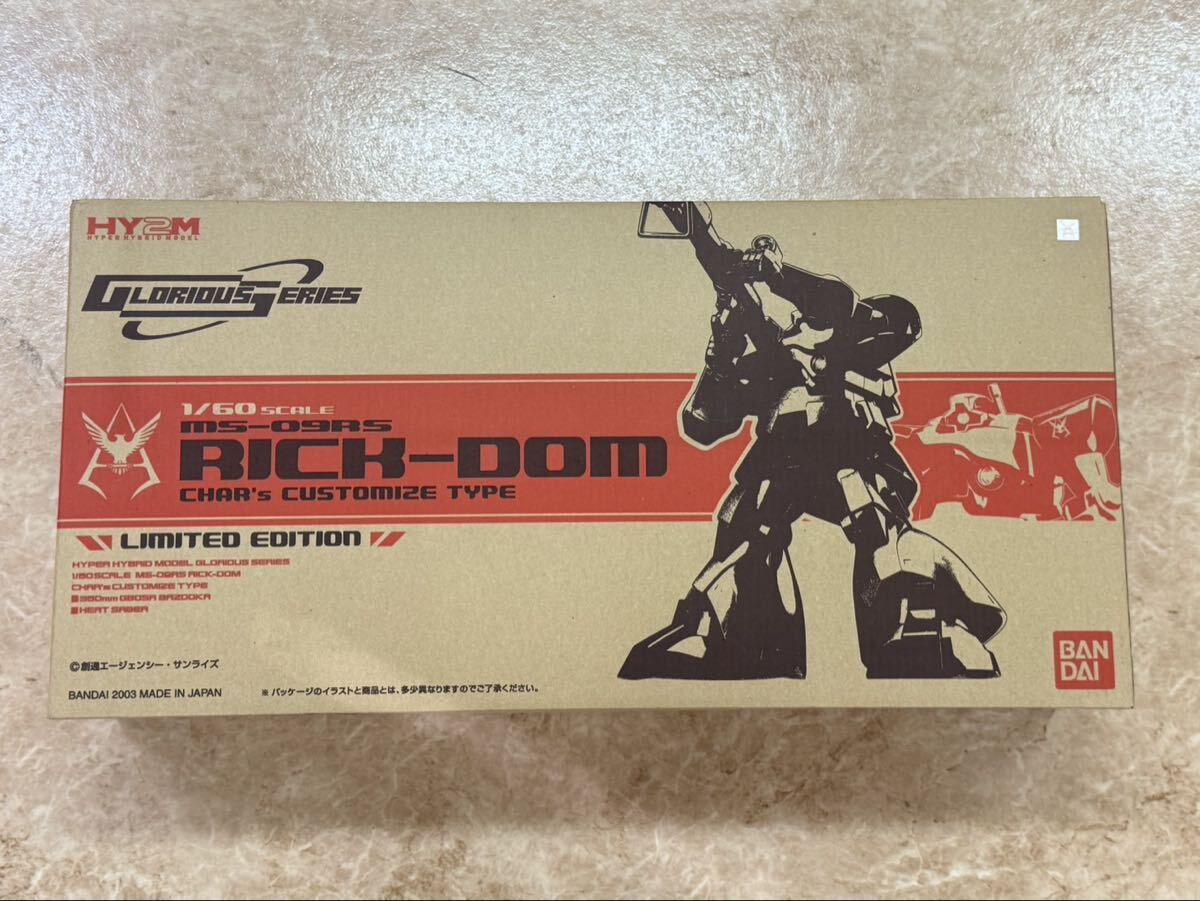 HY2M
HYPER HYBRID MODEL
GLORIOUS SERIES
1/60 SCALE
MS-09RS
RICK-DOM
CHAR's CUSTOMIZE TYPE
LIMITED EDITION
HYPER HYBRID MODEL GLORIOUS SERIES
1/60SCALE MS-09RS RICK-DOM
CHAR's CUSTOMIZE TYPE
■360mm GB05A BAZOOKA
■HEAT SABER
©創通エージェンシー・サンライズ
BANDAI 2003 MADE IN JAPAN
※パッケージのイラストと商品とは、多少異なりますのでご了承ください。
BAN
DAI